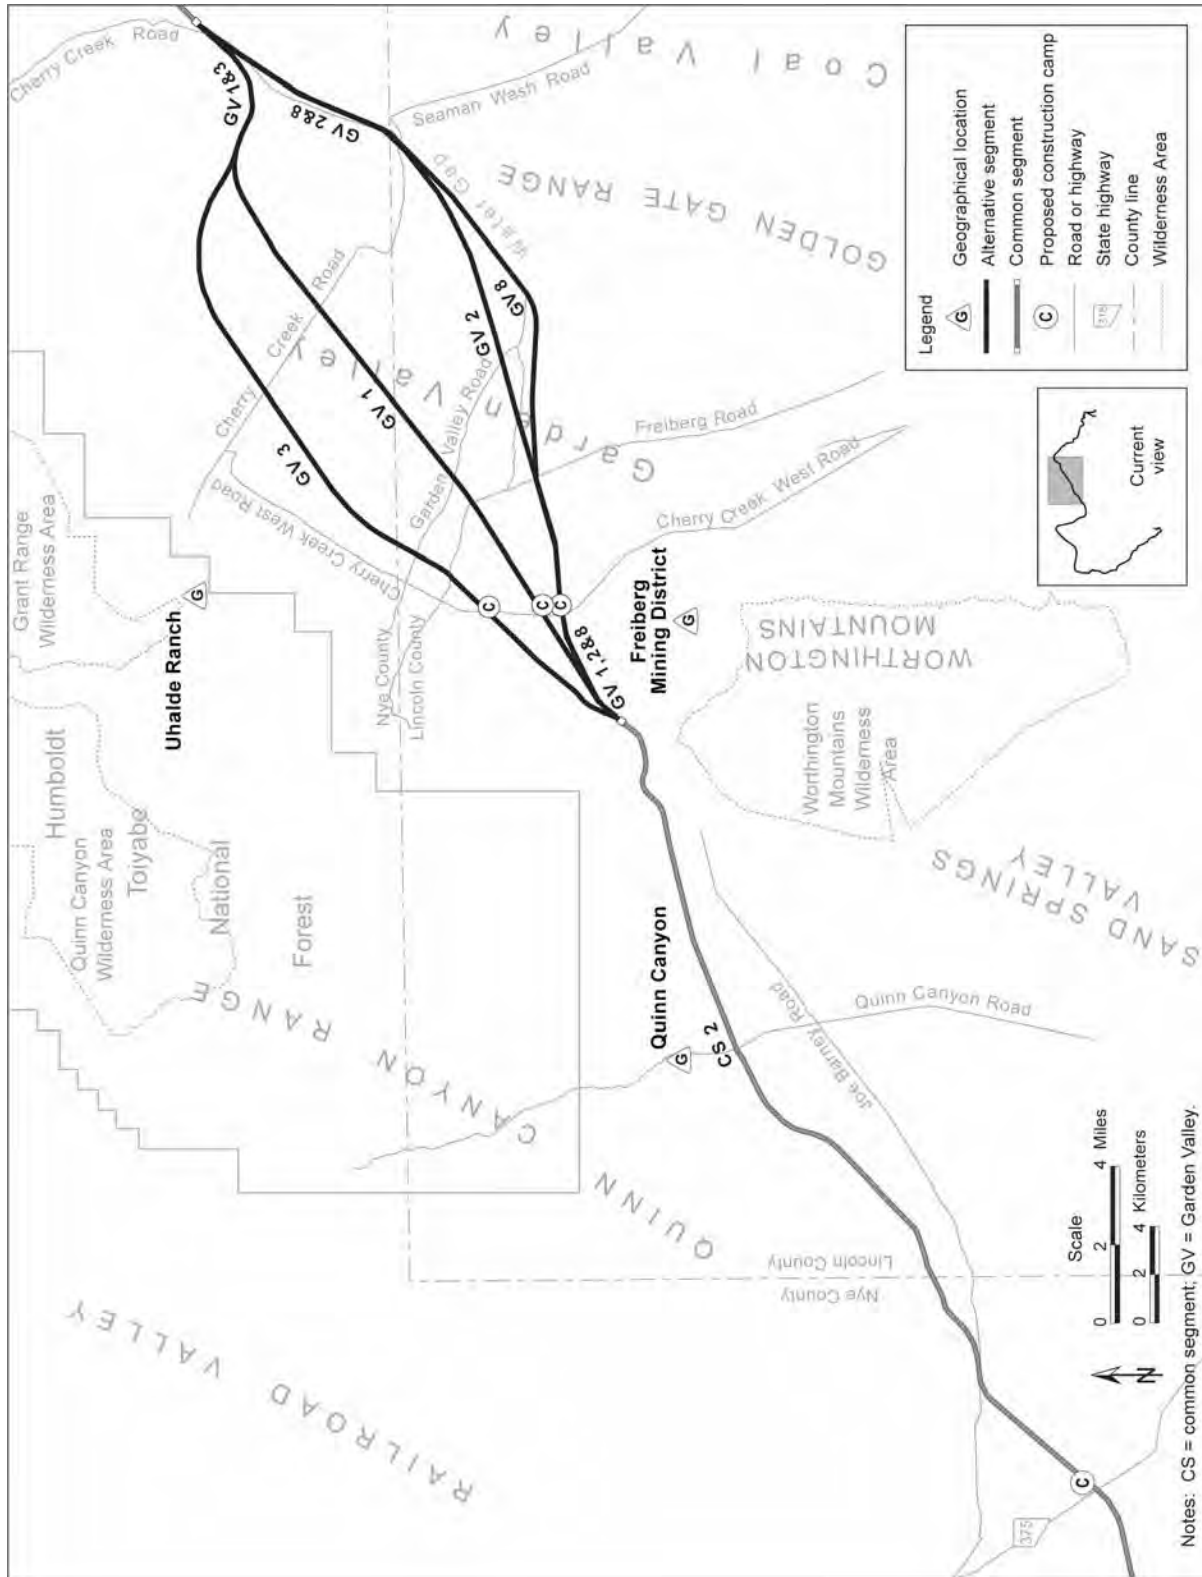 Grant Range
Wilderness Area
Humboldt
Quinn Canyon
Wilderness Area
Toiyabe
National
Forest
Uhalde Ranch
G
RAILROAD VALLEY
QUINN CANYON RANGE
Cherry Creek Road
GV 1&3
GV 2&8
Seaman Wash Road
Coal Valley
Water Gap
GOLDEN GATE RANGE
Cherry Creek Road
GV 3
GV 1
GV 2
GV 8
Garden Valley
Garden Valley Road
Cherry Creek West Road
Nye County
Lincoln County
C
C
C
GV 1,2&8
Freiberg Road
Cherry Creek West Road
Freiberg
Mining District
G
WORTHINGTON
MOUNTAINS
Worthington
Mountains
Wilderness
Area
SAND SPRINGS
VALLEY
Quinn Canyon
G
CS 2
Quinn Canyon Road
Joe Barney Road
Lincoln County
Nye County
375
C
N
Scale
0 2 4 Miles
0 2 4 Kilometers
Current
view
Legend
G Geographical location
Alternative segment
Common segment
C Proposed construction camp
Road or highway
318 State highway
County line
Wilderness Area
Notes: CS = common segment; GV = Garden Valley.